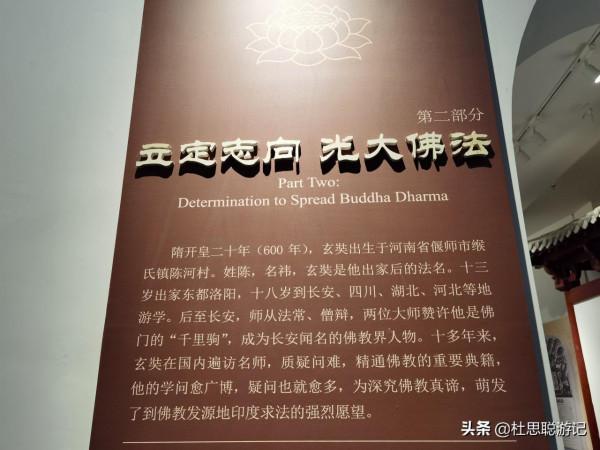 第二部分
立定志向 光大佛法
Part Two:
Determination to Spread Buddha Dharma
隋开皇二十年（600 年），玄奘出生于河南省偃师市缑
氏镇陈河村。姓陈，名祎，玄奘是他出家后的法名。十三
岁出家东都洛阳，十八岁到长安、四川、湖北、河北等地
游学。后至长安，师从法常、僧辩，两位大师赞许他是佛
门的“千里驹”，成为长安闻名的佛教界人物。十多年来，
玄奘在国内遍访名师，质疑问难，精通佛教的重要典籍，
他的学问愈广博，疑问也就愈多，为深究佛教真谛，萌发
了到佛教发源地印度求法的强烈愿望。
头条 @杜思聪游记